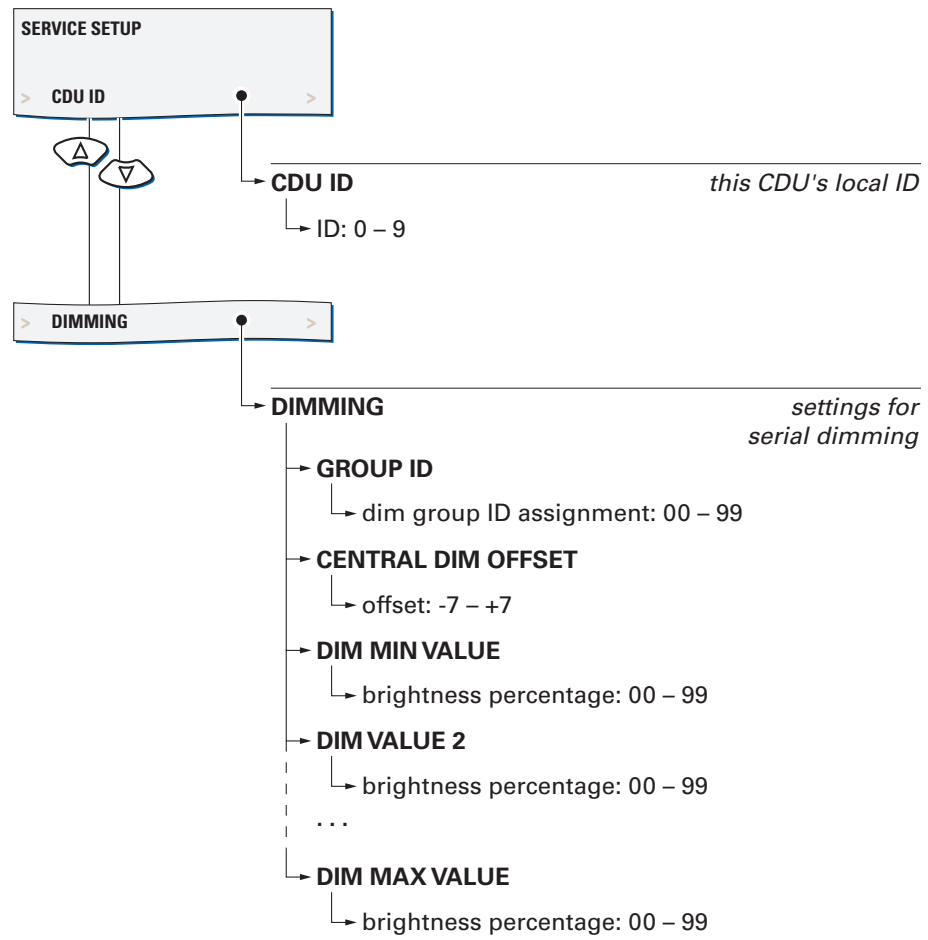 SERVICE SETUP
> CDU ID >
CDU ID this CDU's local ID
ID: 0 – 9
> DIMMING >
DIMMING settings for
serial dimming
GROUP ID
dim group ID assignment: 00 – 99
CENTRAL DIM OFFSET
offset: -7 – +7
DIM MIN VALUE
brightness percentage: 00 – 99
DIM VALUE 2
brightness percentage: 00 – 99
. . .
DIM MAX VALUE
brightness percentage: 00 – 99